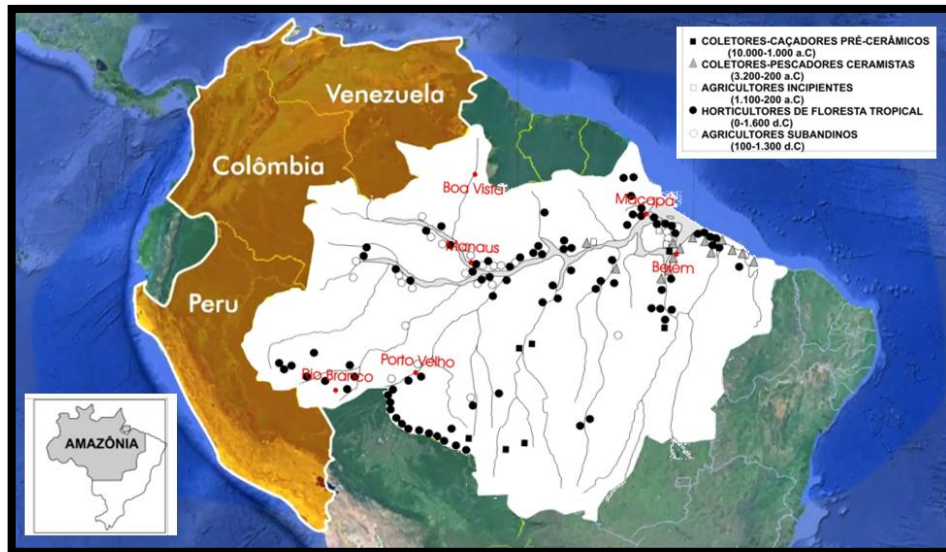 COLETORES-CAÇADORES PRÉ-CERÂMICOS
(10.000-1.000 a.C)
COLETORES-PESCADORES CERAMISTAS
(3.200-200 a.C)
AGRICULTORES INCIPIENTES
(1.100-200 a.C)
HORTICULTORES DE FLORESTA TROPICAL
(0-1.600 d.C)
AGRICULTORES SUBANDINOS
(100-1.300 d.C)
Venezuela
Colômbia
Boa Vista
Macapá
Manaus
Belém
Peru
Porto Velho
Rio Branco
AMAZÔNIA